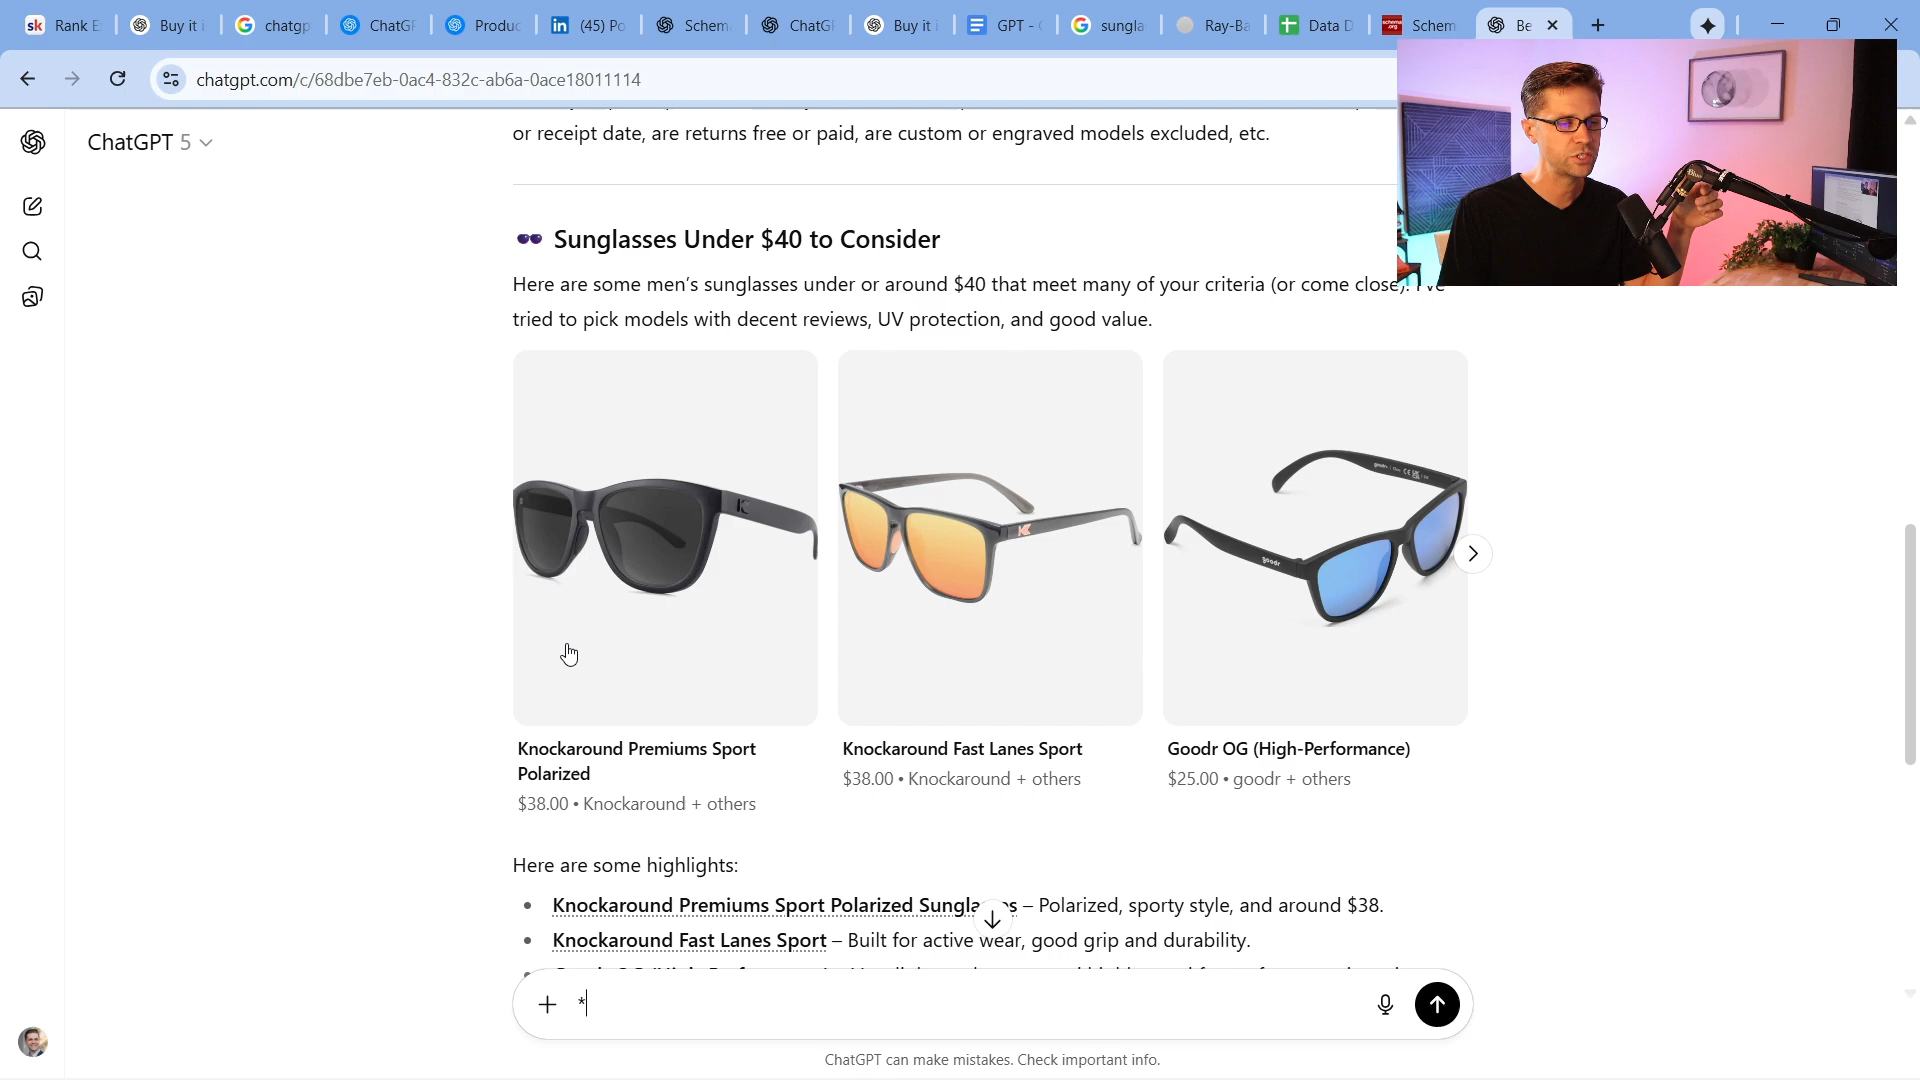 Rank E
Buy it i
chatgp
ChatGP
Produc
(45) Po
Schem
ChatGP
Buy it i
GPT - C
sungla
Ray-Ba
Data D
Schem
Be
chatgpt.com/c/68dbe7eb-0ac4-832c-ab6a-0ace18011114
ChatGPT 5
or receipt date, are returns free or paid, are custom or engraved models excluded, etc.
Sunglasses Under $40 to Consider
Here are some men's sunglasses under or around $40 that meet many of your criteria (or come close). I've
tried to pick models with decent reviews, UV protection, and good value.
Knockaround Premiums Sport
Polarized
$38.00 • Knockaround + others
Knockaround Fast Lanes Sport
$38.00 • Knockaround + others
goodr
Goodr OG (High-Performance)
$25.00 • goodr + others
Here are some highlights:
• Knockaround Premiums Sport Polarized Sunglasses – Polarized, sporty style, and around $38.
• Knockaround Fast Lanes Sport – Built for active wear, good grip and durability.
*
ChatGPT can make mistakes. Check important info.